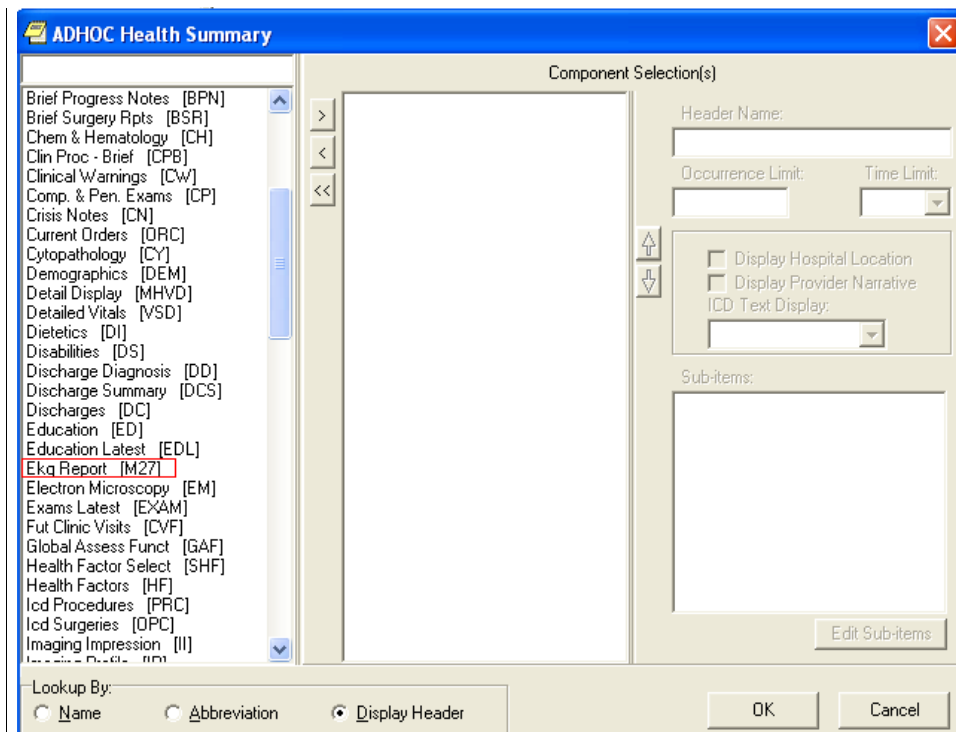 ADHOC Health Summary
Component Selection(s)
Brief Progress Notes [BPN]
Brief Surgery Rpts [BSR]
Chem & Hematology [CH]
Clin Proc - Brief [CPB]
Clinical Warnings [CW]
Comp. & Pen. Exams [CP]
Crisis Notes [CN]
Current Orders [ORC]
Cytopathology [CY]
Demographics [DEM]
Detail Display [MHVD]
Detailed Vitals [VSD]
Dietetics [DI]
Disabilities [DS]
Discharge Diagnosis [DD]
Discharge Summary [DCS]
Discharges [DC]
Education [ED]
Education Latest [EDL]
Ekg Report [M27]
Electron Microscopy [EM]
Exams Latest [EXAM]
Fut Clinic Visits [CVF]
Global Assess Funct [GAF]
Health Factor Select [SHF]
Health Factors [HF]
Icd Procedures [PRC]
Icd Surgeries [OPC]
Imaging Impression [II]
>
<
<<
Header Name:
Occurrence Limit: Time Limit:
Display Hospital Location
Display Provider Narrative
ICD Text Display:
Sub-items:
Edit Sub-items
Lookup By:
Name Abbreviation Display Header
OK Cancel